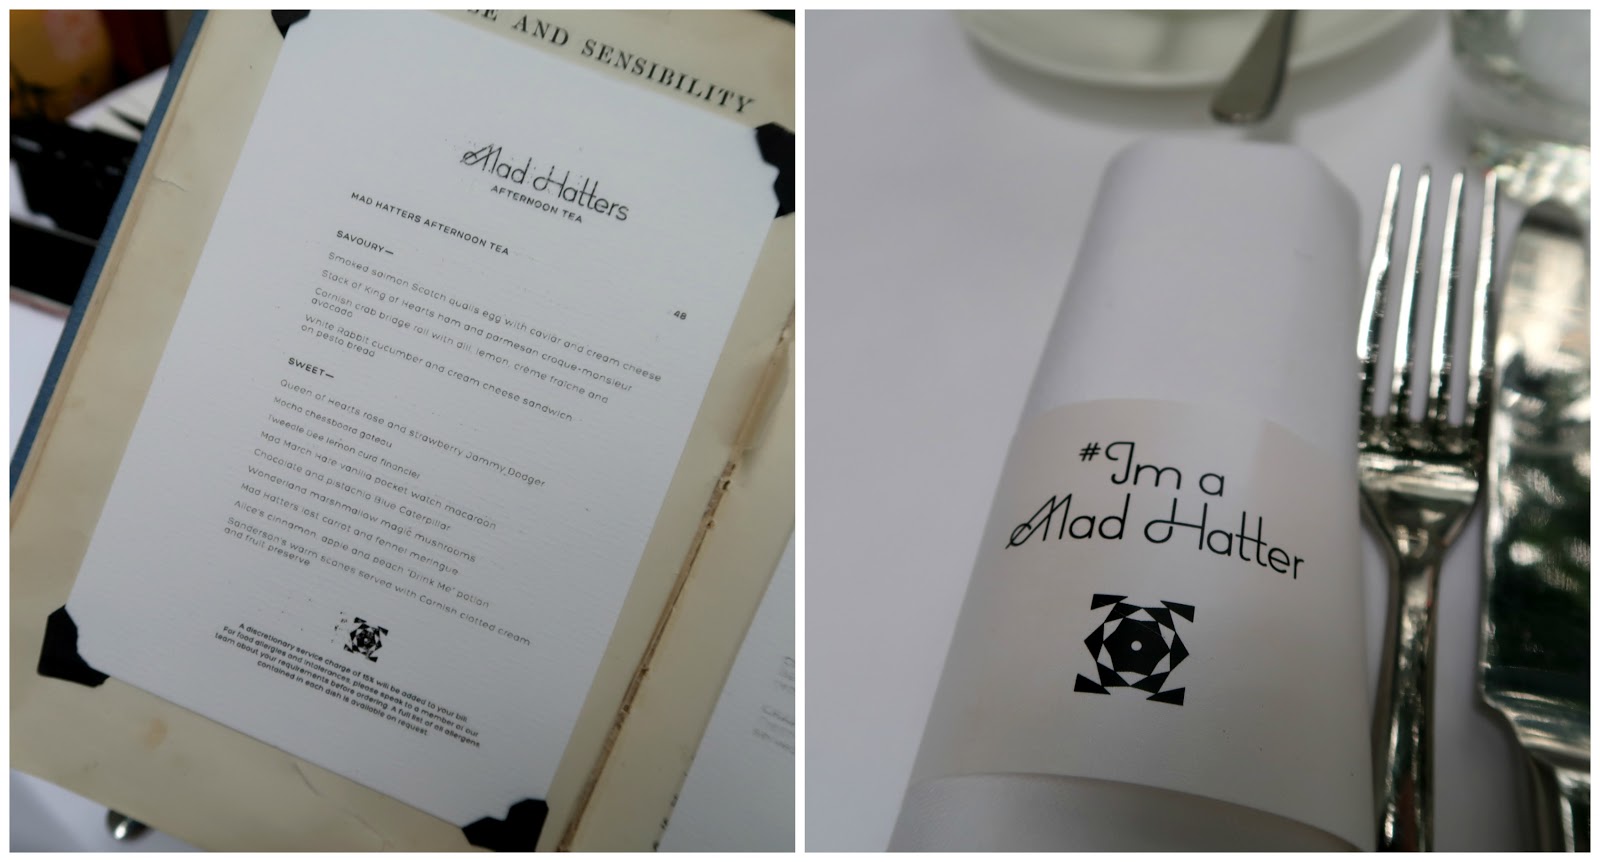 AND SENSIBILITY
Mad Hatters
AFTERNOON TEA
MAD HATTERS AFTERNOON TEA
48
SAVOURY—
Smoked salmon Scotch quails egg with caviar and cream cheese
Stack of King of Hearts ham and parmesan croque-monsieur
Cornish crab bridge roll with dill, lemon, crème fraîche and
avocado
White Rabbit cucumber and cream cheese sandwich
on pesto bread
SWEET—
Queen of Hearts rose and strawberry Jammy Dodger
Mocha chessboard gateau
Tweedle Dee lemon curd financier
Mad March Hare vanilla pocket watch macaroon
Chocolate and pistachio Blue Caterpillar
Wonderland marshmallow magic mushrooms
Mad Hatters lost carrot and fennel meringue
Alice's cinnamon, apple and peach "Drink Me" potion
Sanderson's warm scones served with Cornish clotted cream
and fruit preserve
A discretionary service charge of 15% will be added to your bill.
For food allergies and intolerances, please speak to a member of our
team about your requirements before ordering. A full list of all allergens
contained in each dish is available on request.
#Im a
Mad Hatter